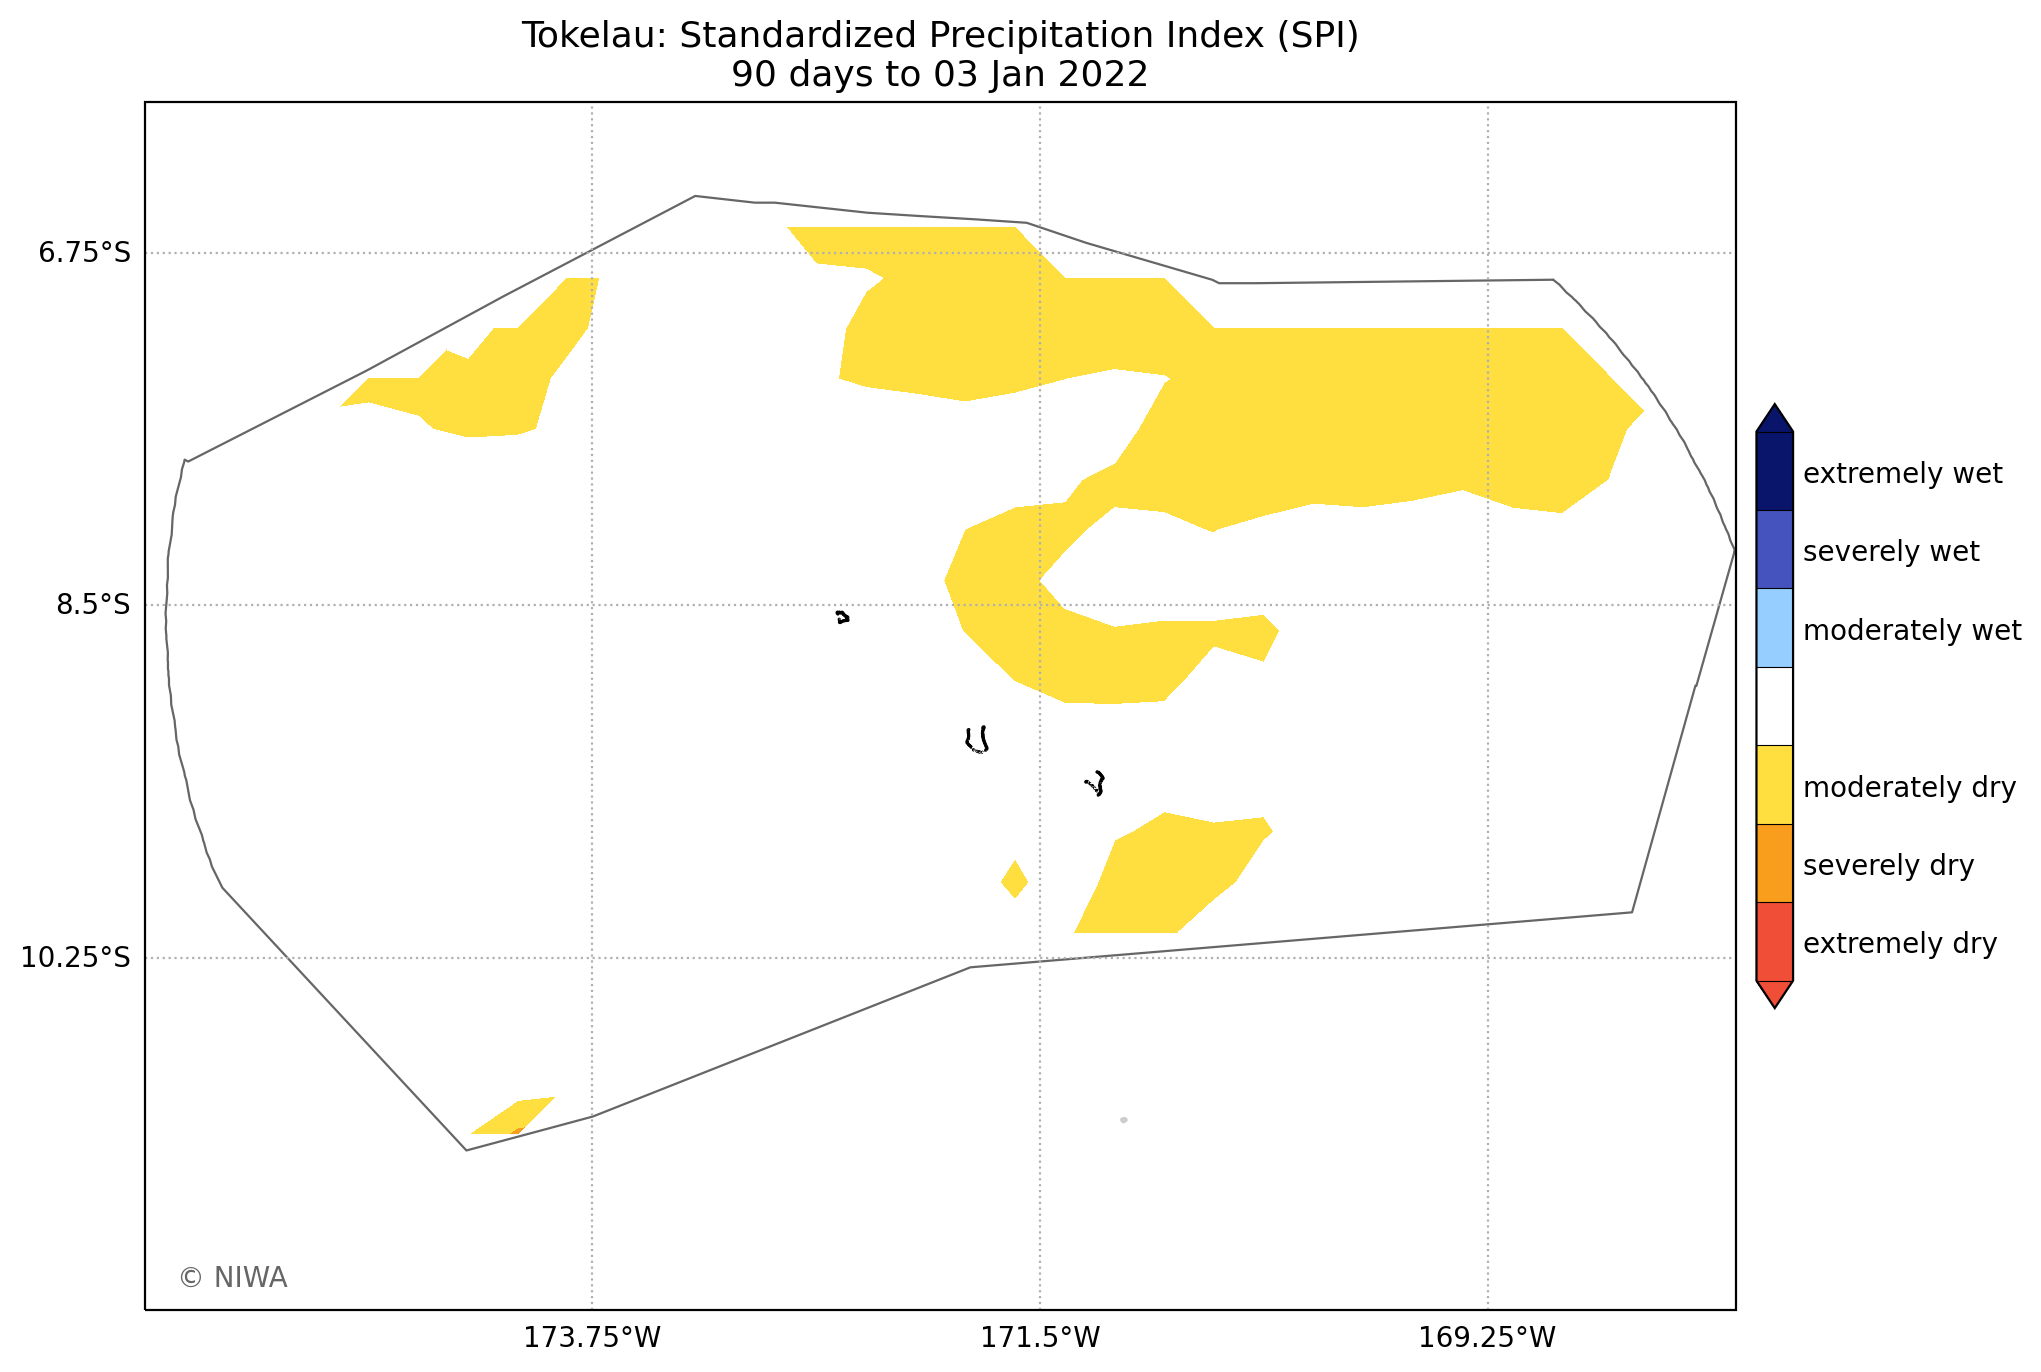 Tokelau: Standardized Precipitation Index (SPI)
90 days to 03 Jan 2022
6.75°S
8.5°S
10.25°S
173.75°W
171.5°W
169.25°W
extremely wet
severely wet
moderately wet
moderately dry
severely dry
extremely dry
© NIWA